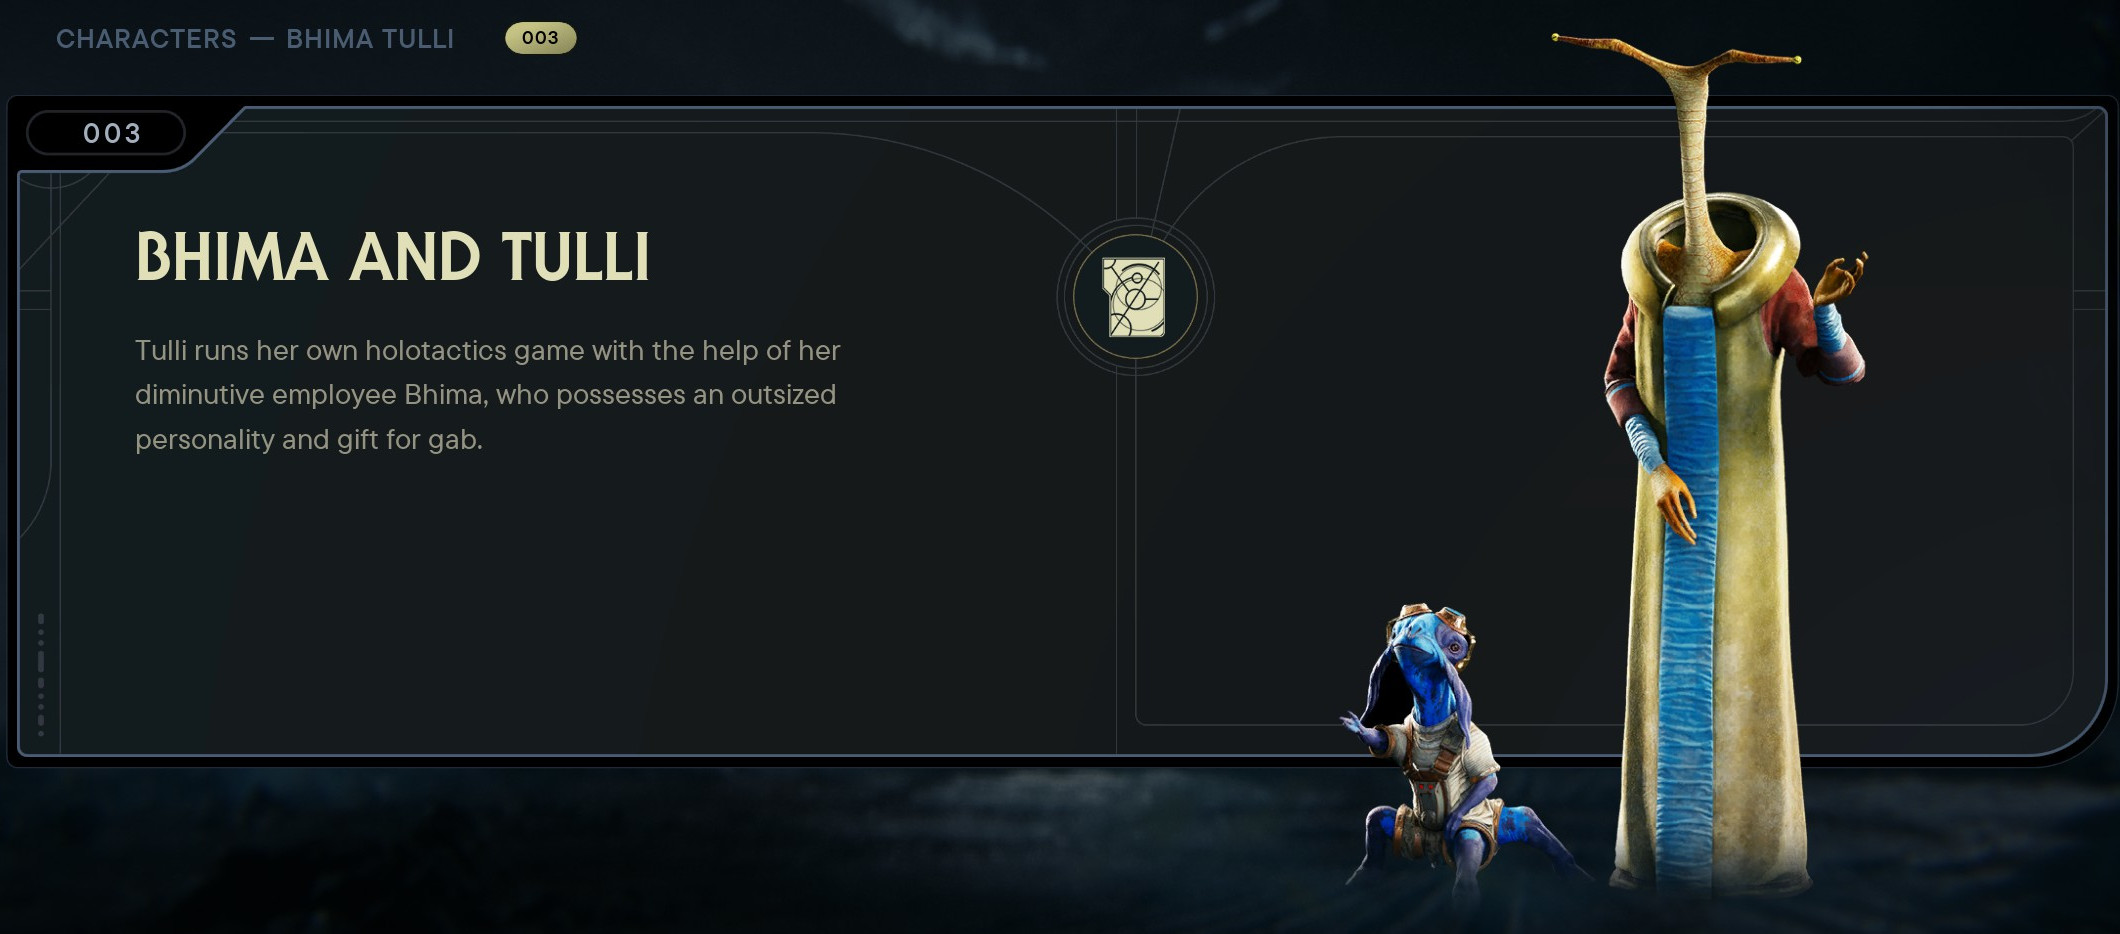 CHARACTERS — BHIMA TULLI 003
003
BHIMA AND TULLI
Tulli runs her own holotactics game with the help of her
diminutive employee Bhima, who possesses an outsized
personality and gift for gab.